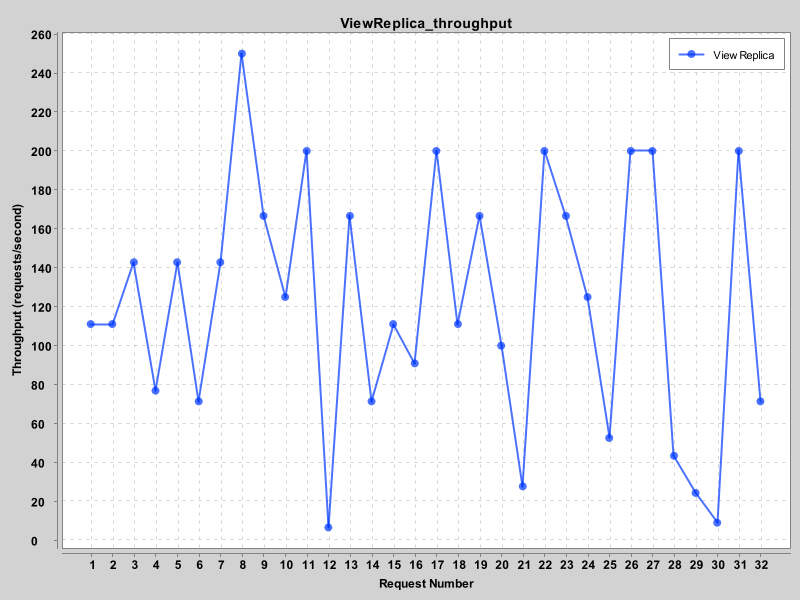 ViewReplica_throughput
View Replica
Throughput (requests/second)
260
240
220
200
180
160
140
120
100
80
60
40
20
0
1 2 3 4 5 6 7 8 9 10 11 12 13 14 15 16 17 18 19 20 21 22 23 24 25 26 27 28 29 30 31 32
Request Number